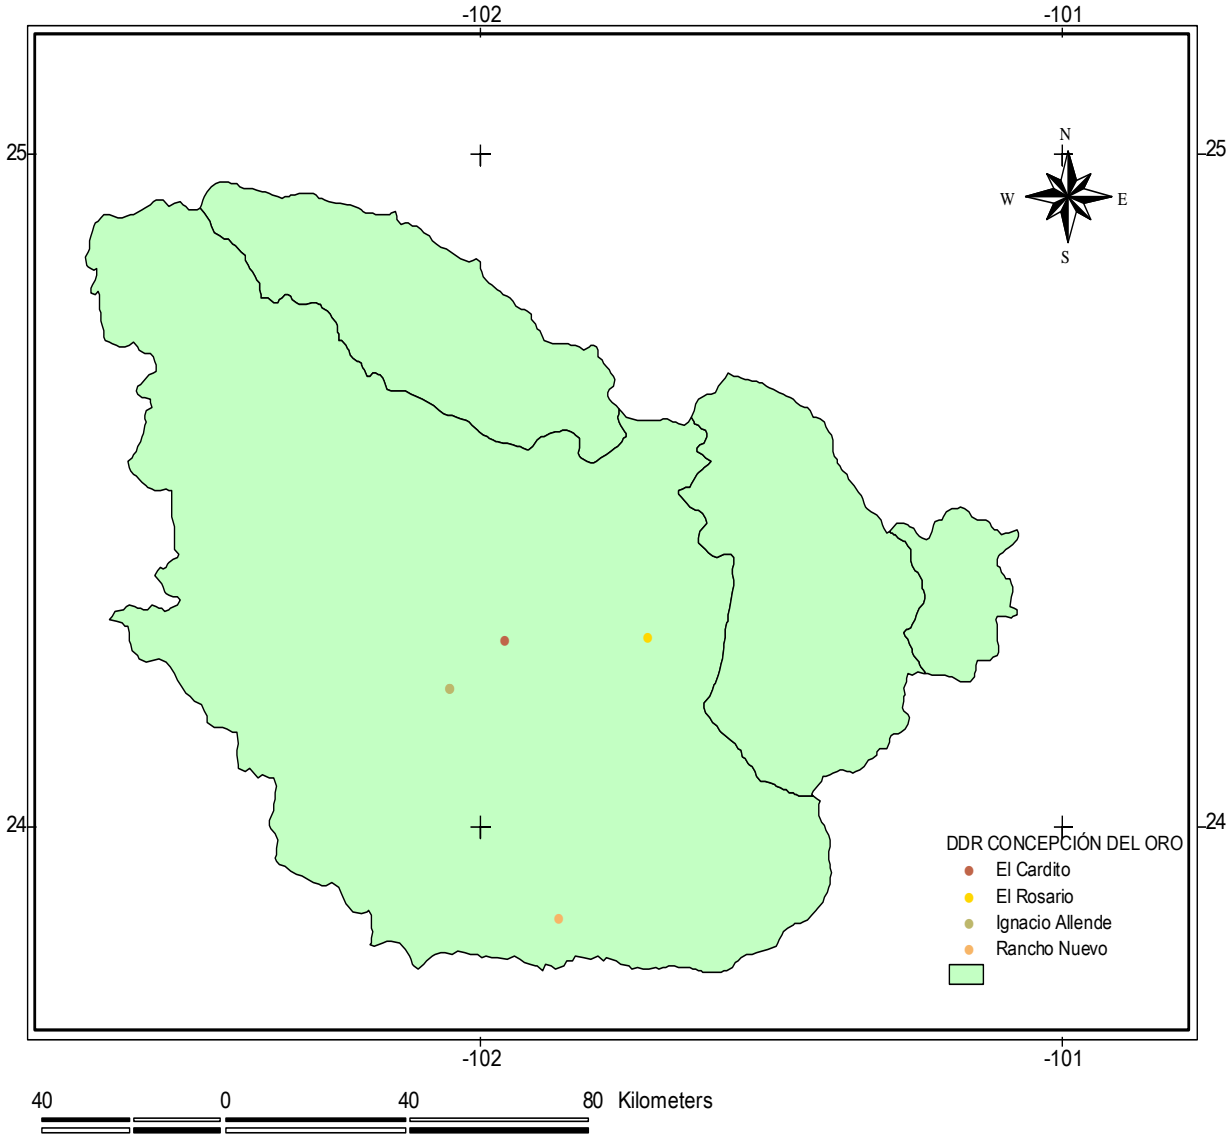 -102 -101
25 25
N
W E
S
24 24
DDR CONCEPCIÓN DEL ORO
El Cardito
El Rosario
Ignacio Allende
Rancho Nuevo
-102 -101
40 0 40 80 Kilometers